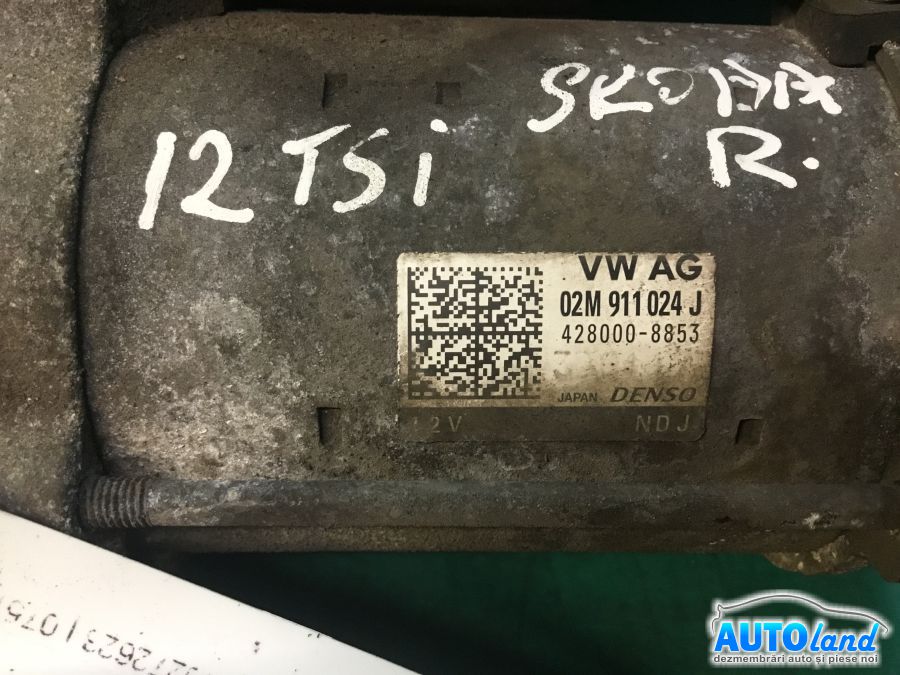 SKODA
R.
12 TSi
VW AG
02M 911 024 J
428000-8853
JAPAN DENSO
12V NDJ
AUTOland
dezmembrări auto și piese noi